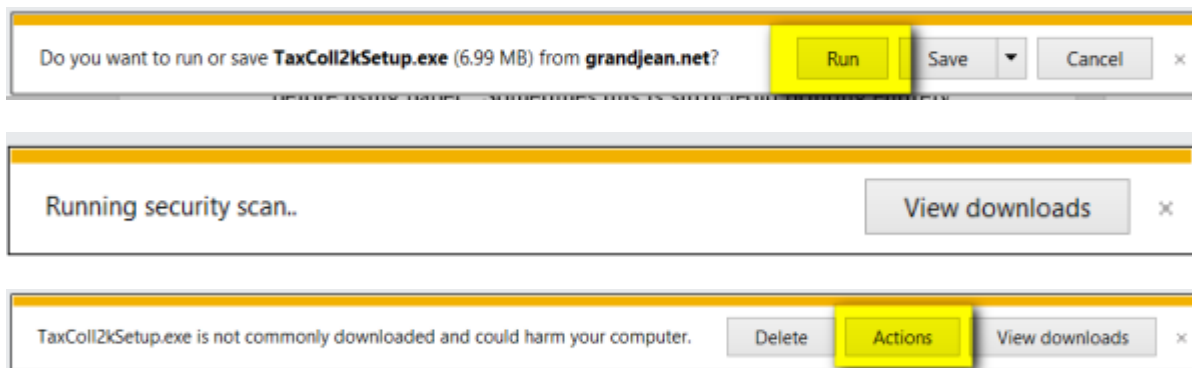 Do you want to run or save TaxColl2kSetup.exe (6.99 MB) from grandjean.net? Run Save Cancel ×
Running security scan.. View downloads ×
TaxColl2kSetup.exe is not commonly downloaded and could harm your computer. Delete Actions View downloads ×